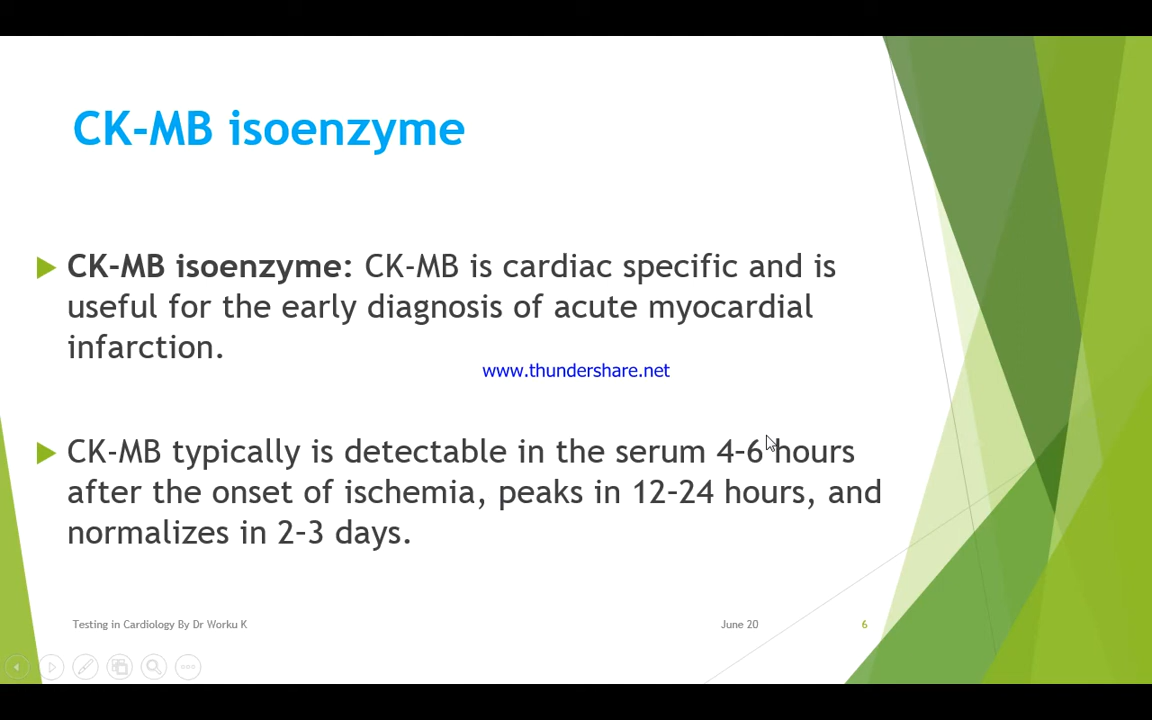 CK-MB isoenzyme
CK-MB isoenzyme: CK-MB is cardiac specific and is
useful for the early diagnosis of acute myocardial
infarction.
www.thundershare.net
CK-MB typically is detectable in the serum 4-6 hours
after the onset of ischemia, peaks in 12-24 hours, and
normalizes in 2-3 days.
Testing in Cardiology By Dr Worku K
June 20
6